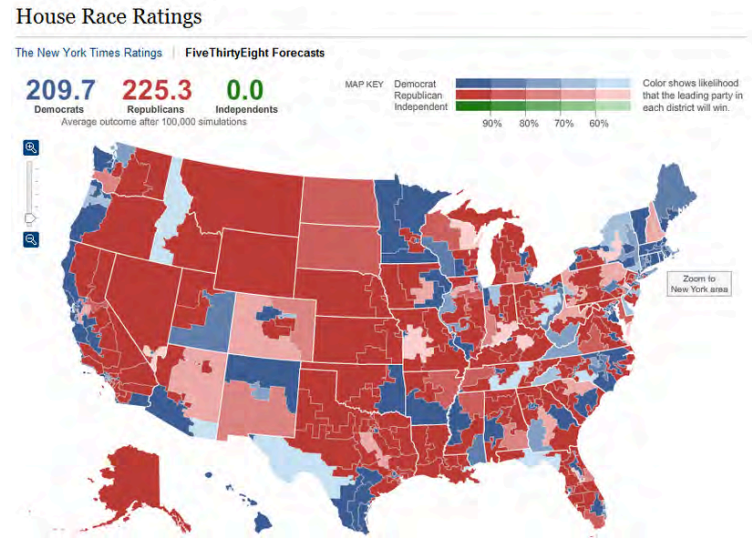 House Race Ratings
The New York Times Ratings | FiveThirtyEight Forecasts
209.7 225.3 0.0
Democrats Republicans Independents
Average outcome after 100,000 simulations
MAP KEY
Democrat
Republican
Independent
90% 80% 70% 60%
Color shows likelihood
that the leading party in
each district will win.
Zoom to
New York area